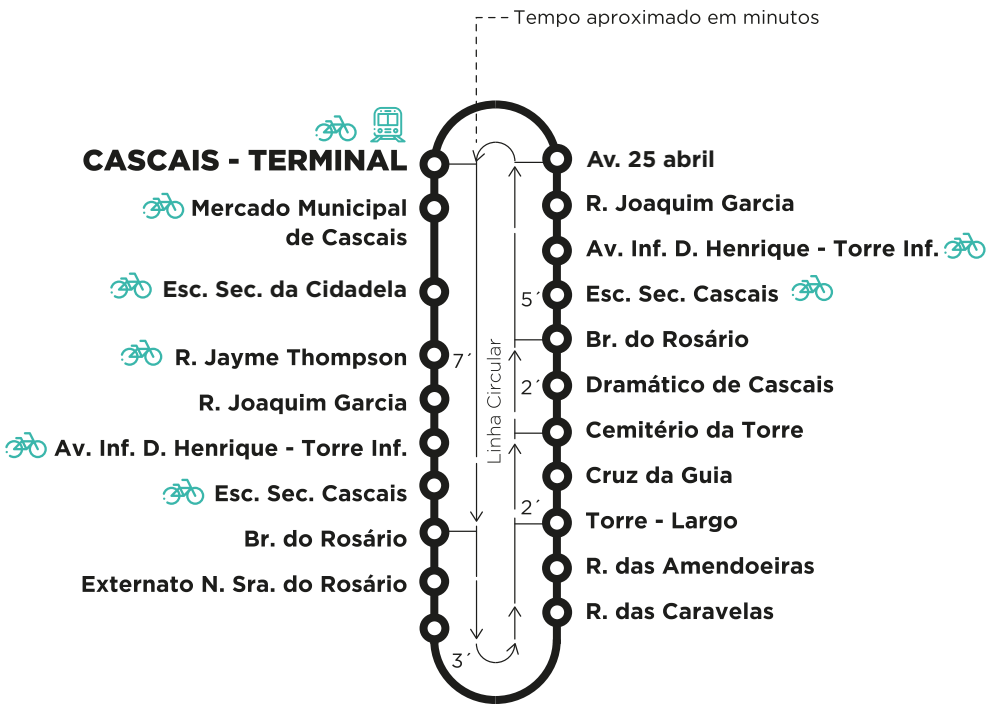 Tempo aproximado em minutos
CASCAIS - TERMINAL
Mercado Municipal
de Cascais
Esc. Sec. da Cidadela
R. Jayme Thompson
R. Joaquim Garcia
Av. Inf. D. Henrique - Torre Inf.
Esc. Sec. Cascais
Br. do Rosário
Externato N. Sra. do Rosário
7´
3´
Linha Circular
5´
2´
2´
Av. 25 abril
R. Joaquim Garcia
Av. Inf. D. Henrique - Torre Inf.
Esc. Sec. Cascais
Br. do Rosário
Dramático de Cascais
Cemitério da Torre
Cruz da Guia
Torre - Largo
R. das Amendoeiras
R. das Caravelas